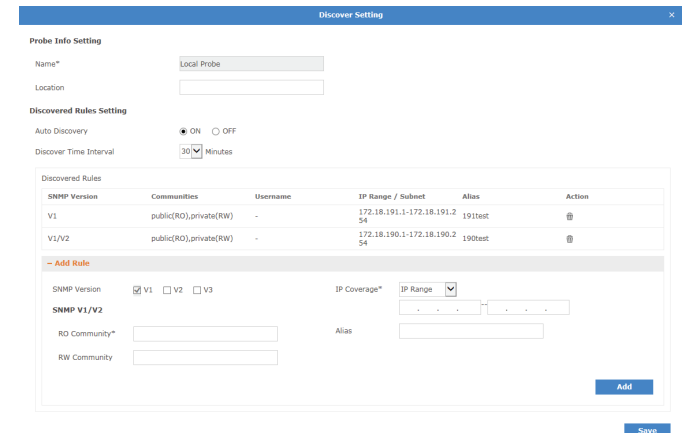 Discover Setting ×
Probe Info Setting
Name* Local Probe
Location
Discovered Rules Setting
Auto Discovery ON OFF
Discover Time Interval 30 Minutes
Discovered Rules
SNMP Version Communities Username IP Range / Subnet Alias Action
V1 public(RO),private(RW) - 172.18.191.1-172.18.191.2 191test
54
V1/V2 public(RO),private(RW) - 172.18.190.1-172.18.190.2 190test
54
− Add Rule
SNMP Version V1 V2 V3 IP Coverage* IP Range
SNMP V1/V2 . . . -- . . .
RO Community* Alias
RW Community
Add
Save